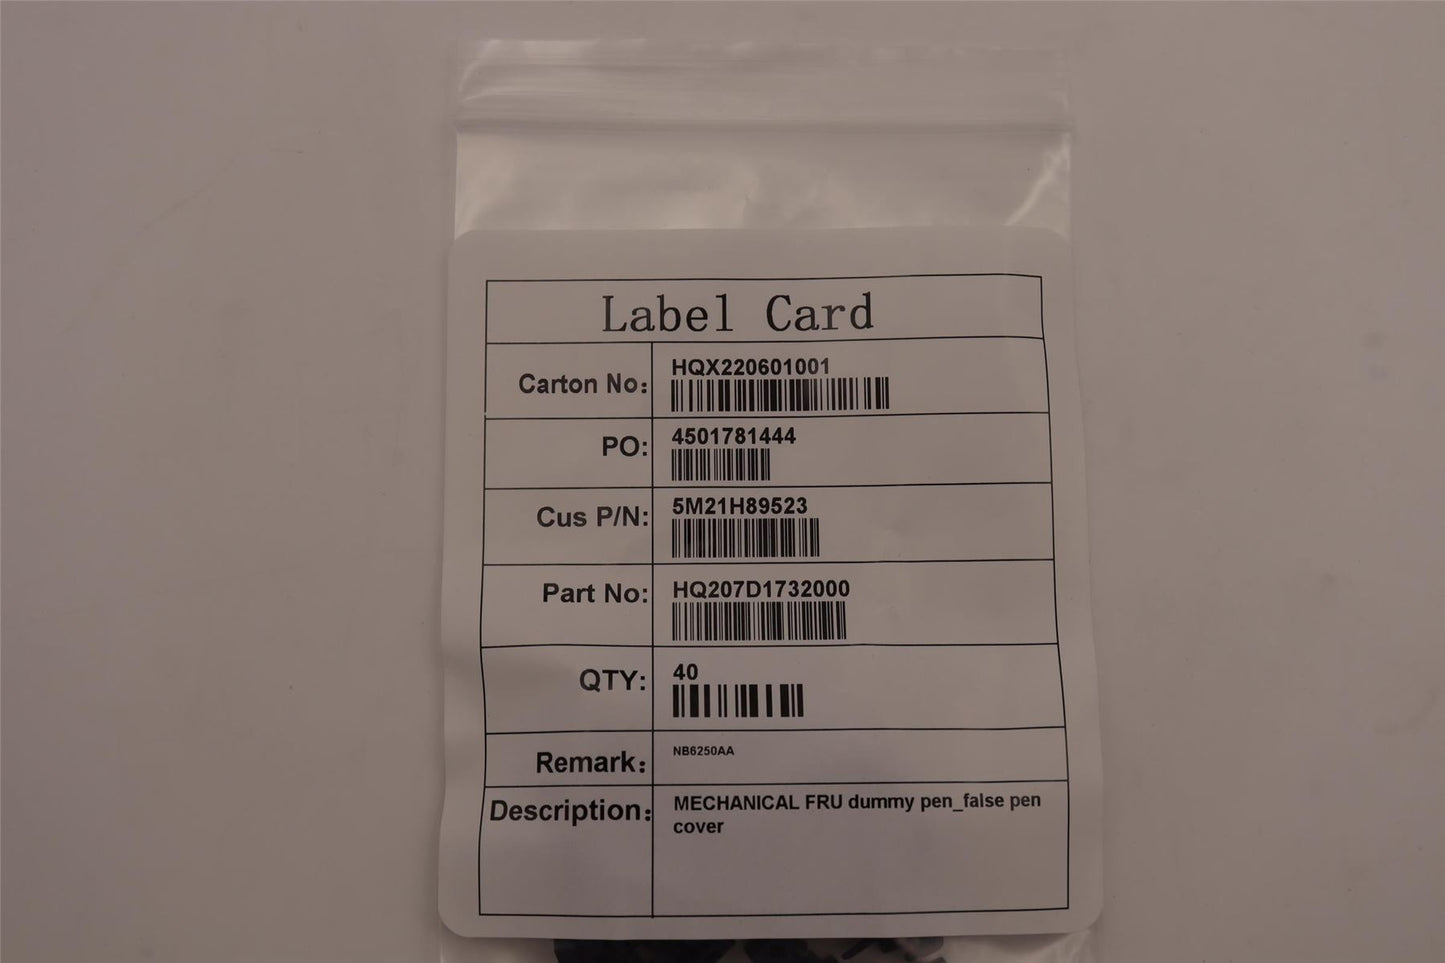 Label Card
Carton No: HQX220601001
PO: 4501781444
Cus P/N: 5M21H89523
Part No: HQ207D1732000
QTY: 40
Remark: NB6250AA
Description: MECHANICAL FRU dummy pen_false pen
cover